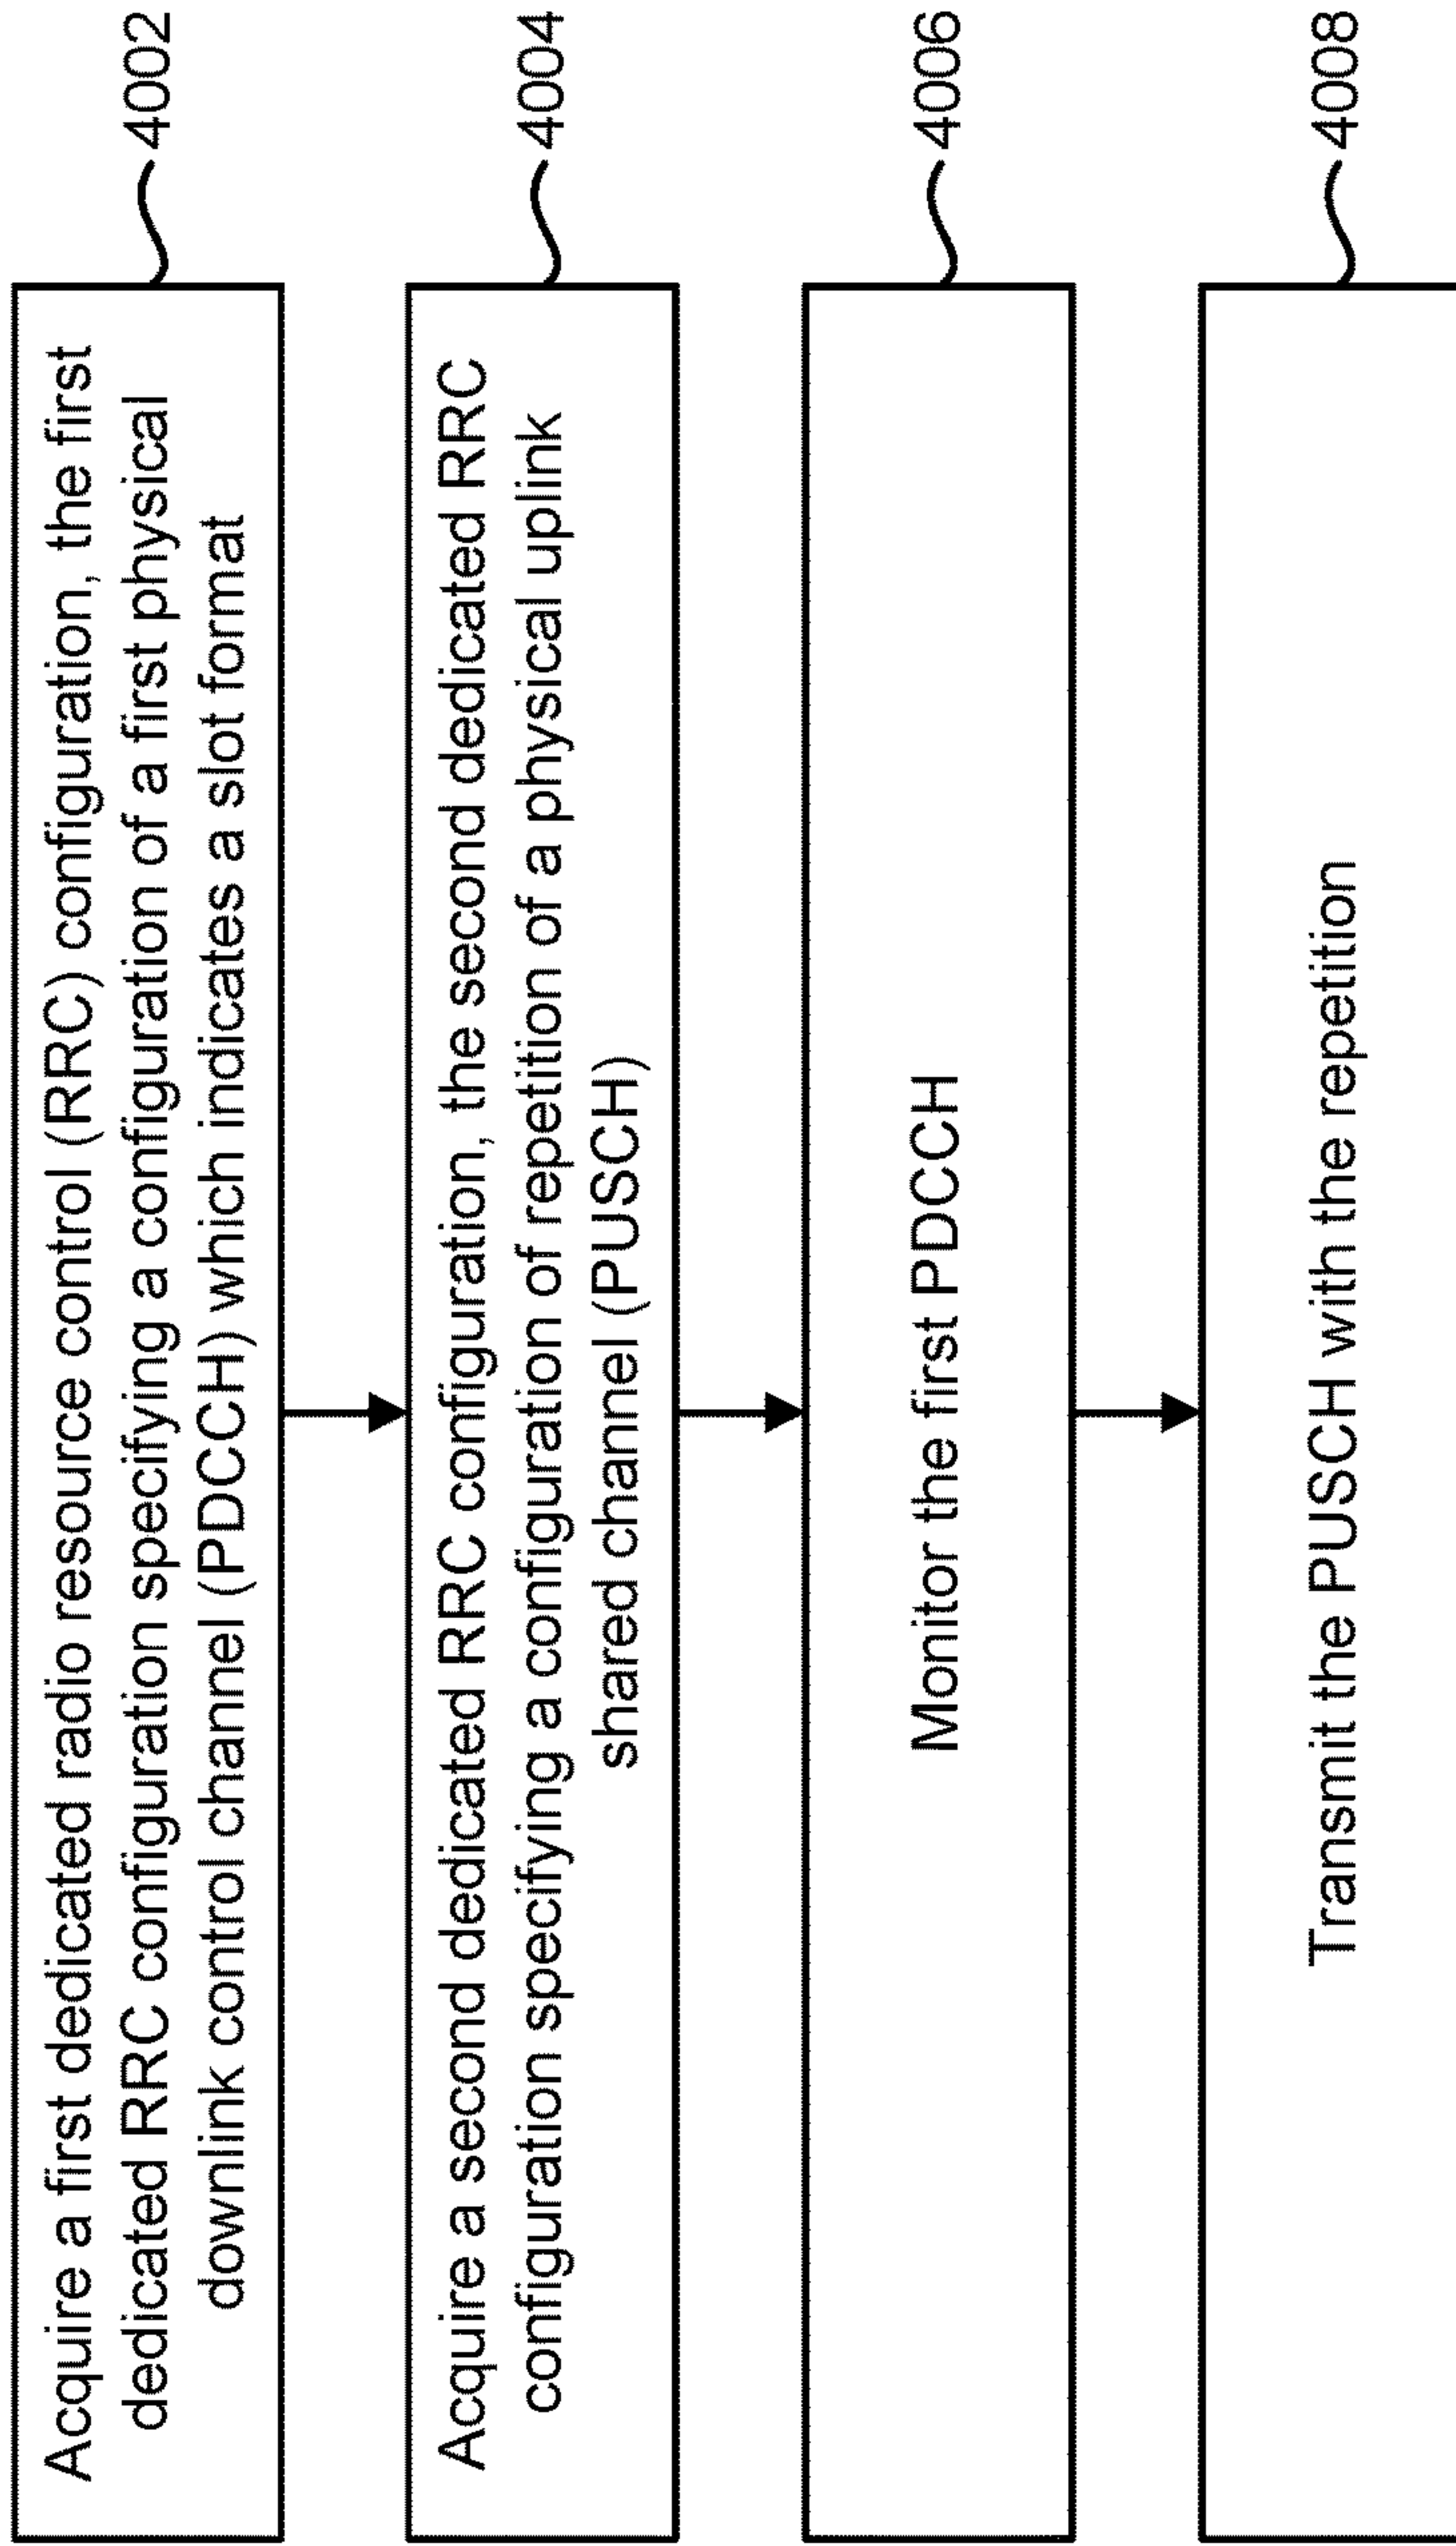 Acquire a first dedicated radio resource control (RRC) configuration, the first
dedicated RRC configuration specifying a configuration of a first physical
downlink control channel (PDCCH) which indicates a slot format
4002
Acquire a second dedicated RRC configuration, the second dedicated RRC
configuration specifying a configuration of repetition of a physical uplink
shared channel (PUSCH)
4004
Monitor the first PDCCH
4006
Transmit the PUSCH with the repetition
4008